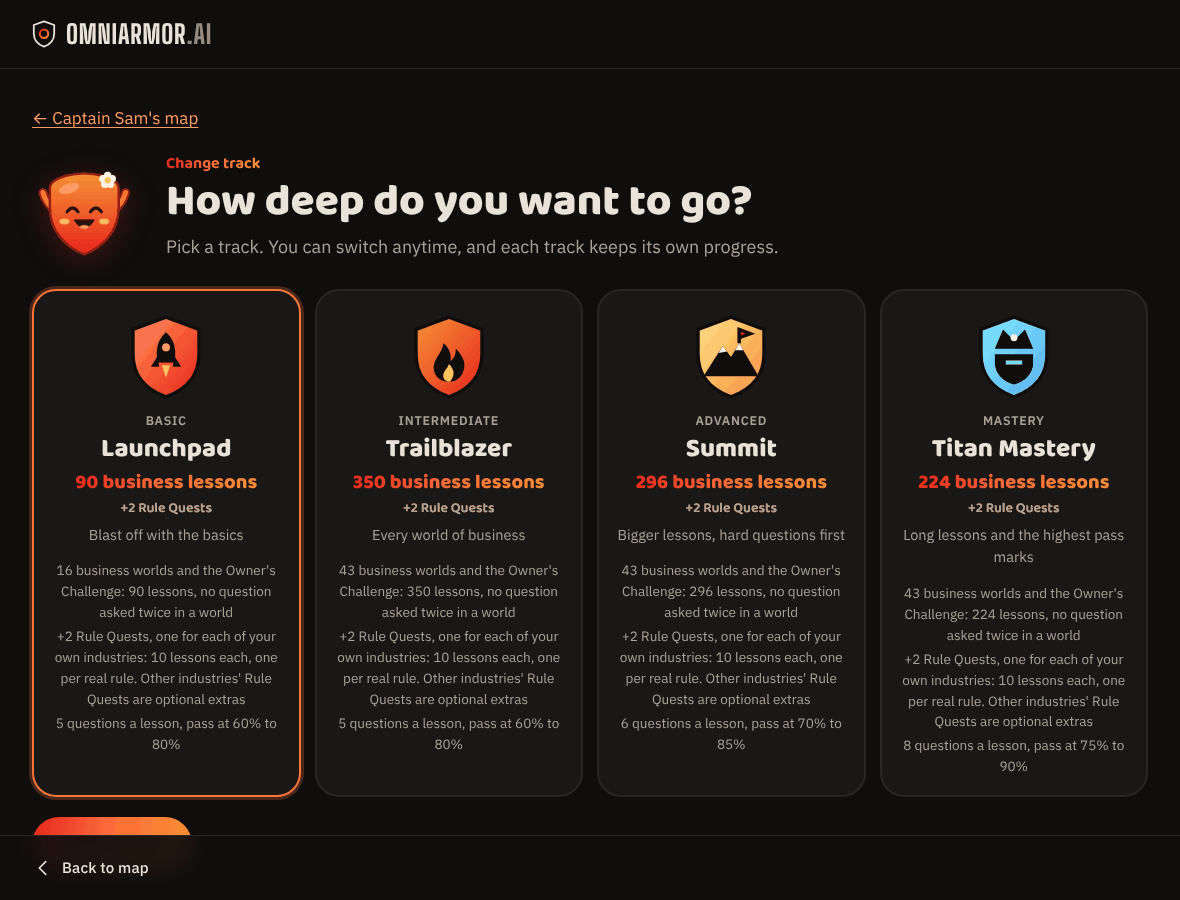 OMNIARMOR.AI
← Captain Sam's map
Change track
How deep do you want to go?
Pick a track. You can switch anytime, and each track keeps its own progress.
BASIC
Launchpad
90 business lessons
+2 Rule Quests
Blast off with the basics
16 business worlds and the Owner's
Challenge: 90 lessons, no question
asked twice in a world
+2 Rule Quests, one for each of your
own industries: 10 lessons each, one
per real rule. Other industries' Rule
Quests are optional extras
5 questions a lesson, pass at 60% to
80%
INTERMEDIATE
Trailblazer
350 business lessons
+2 Rule Quests
Every world of business
43 business worlds and the Owner's
Challenge: 350 lessons, no question
asked twice in a world
+2 Rule Quests, one for each of your
own industries: 10 lessons each, one
per real rule. Other industries' Rule
Quests are optional extras
5 questions a lesson, pass at 60% to
80%
ADVANCED
Summit
296 business lessons
+2 Rule Quests
Bigger lessons, hard questions first
43 business worlds and the Owner's
Challenge: 296 lessons, no question
asked twice in a world
+2 Rule Quests, one for each of your
own industries: 10 lessons each, one
per real rule. Other industries' Rule
Quests are optional extras
6 questions a lesson, pass at 70% to
85%
MASTERY
Titan Mastery
224 business lessons
+2 Rule Quests
Long lessons and the highest pass
marks
43 business worlds and the Owner's
Challenge: 224 lessons, no question
asked twice in a world
+2 Rule Quests, one for each of your
own industries: 10 lessons each, one
per real rule. Other industries' Rule
Quests are optional extras
8 questions a lesson, pass at 75% to
90%
Back to map